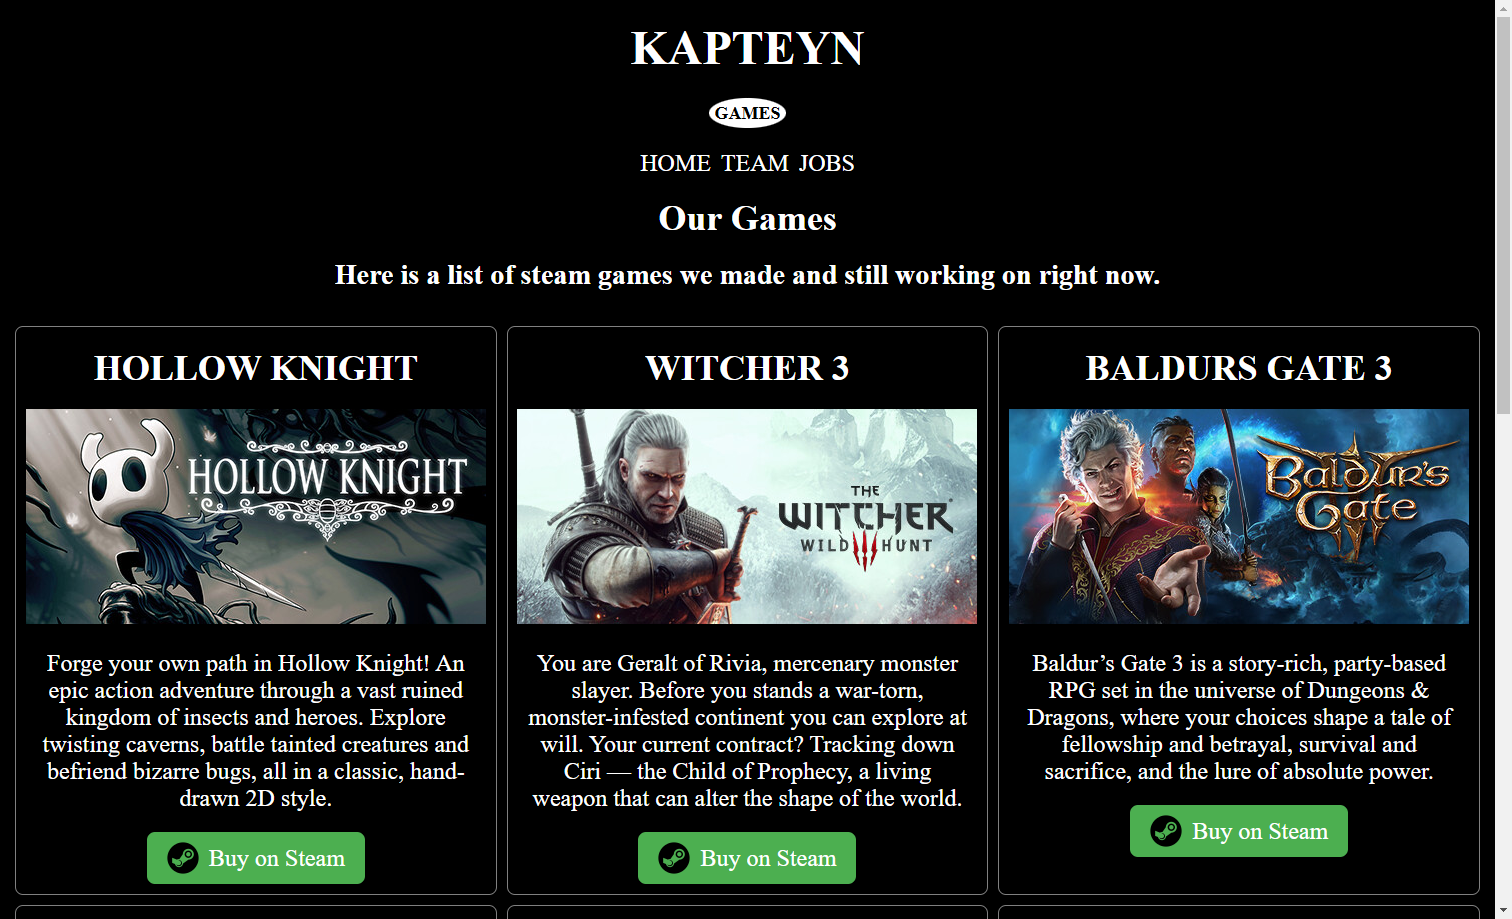 KAPTEYN
GAMES
HOME TEAM JOBS
Our Games
Here is a list of steam games we made and still working on right now.
HOLLOW KNIGHT
HOLLOW KNIGHT
Forge your own path in Hollow Knight! An
epic action adventure through a vast ruined
kingdom of insects and heroes. Explore
twisting caverns, battle tainted creatures and
befriend bizarre bugs, all in a classic, hand-
drawn 2D style.
Buy on Steam
WITCHER 3
THE
WITCHER
WILD HUNT
You are Geralt of Rivia, mercenary monster
slayer. Before you stands a war-torn,
monster-infested continent you can explore at
will. Your current contract? Tracking down
Ciri — the Child of Prophecy, a living
weapon that can alter the shape of the world.
Buy on Steam
BALDURS GATE 3
BALDUR'S
GATE
III
Baldur’s Gate 3 is a story-rich, party-based
RPG set in the universe of Dungeons &
Dragons, where your choices shape a tale of
fellowship and betrayal, survival and
sacrifice, and the lure of absolute power.
Buy on Steam